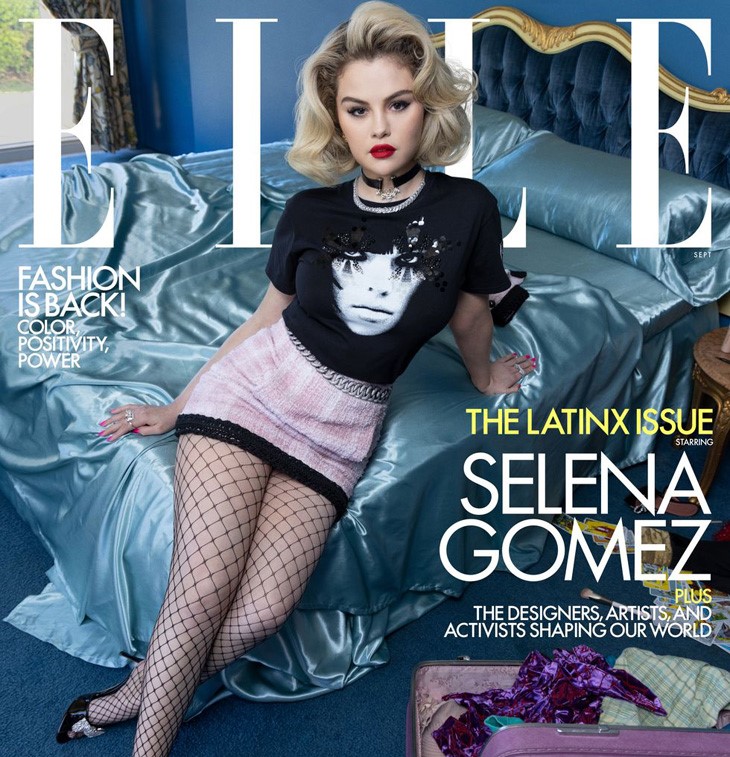 ELLE
SEPT
FASHION
IS BACK!
COLOR,
POSITIVITY,
POWER
THE LATINX ISSUE
STARRING
SELENA
GOMEZ
PLUS
THE DESIGNERS, ARTISTS, AND
ACTIVISTS SHAPING OUR WORLD